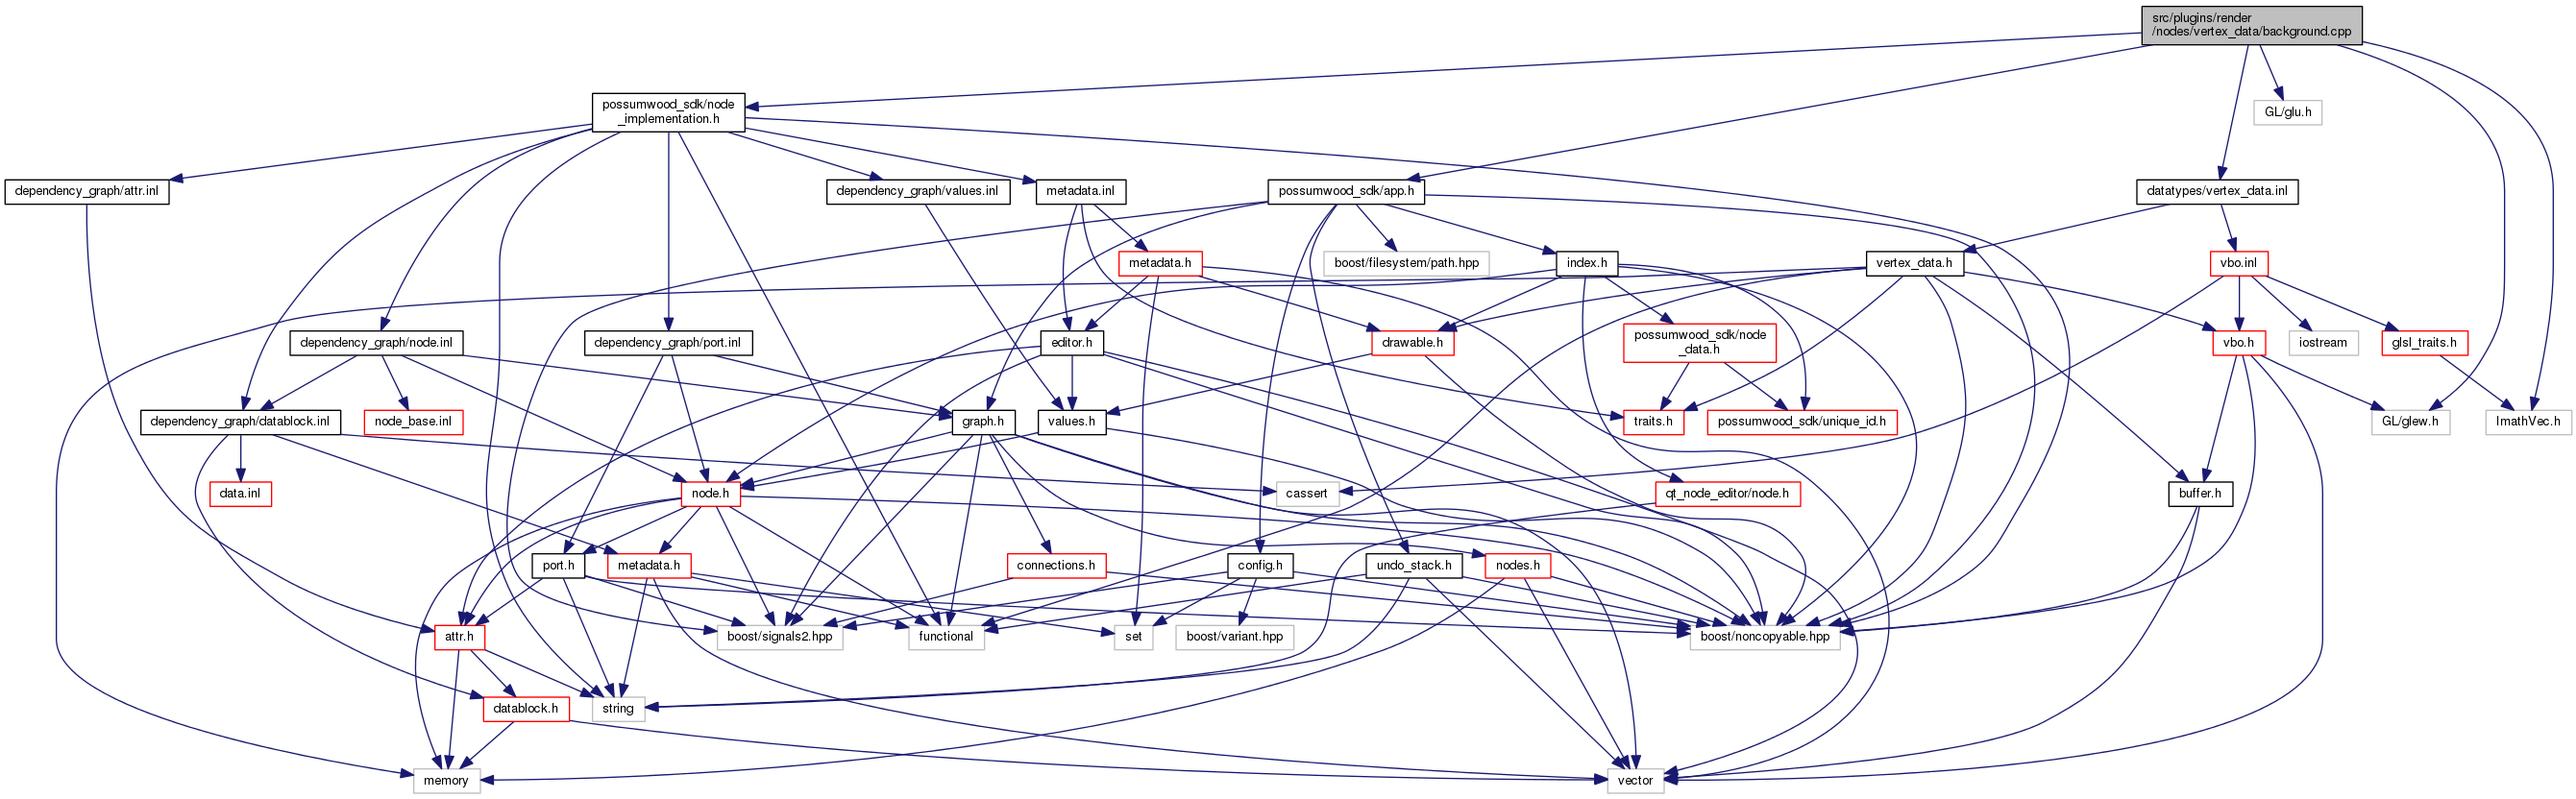 src/plugins/render
/nodes/vertex_data/background.cpp
possumwood_sdk/node
_implementation.h
GL/glu.h
dependency_graph/attr.inl
dependency_graph/values.inl
metadata.inl
possumwood_sdk/app.h
datatypes/vertex_data.inl
metadata.h
boost/filesystem/path.hpp
index.h
vertex_data.h
vbo.inl
dependency_graph/node.inl
dependency_graph/port.inl
editor.h
drawable.h
possumwood_sdk/node
_data.h
vbo.h
iostream
glsl_traits.h
dependency_graph/datablock.inl
node_base.inl
graph.h
values.h
traits.h
possumwood_sdk/unique_id.h
GL/glew.h
ImathVec.h
data.inl
node.h
cassert
qt_node_editor/node.h
buffer.h
port.h
metadata.h
connections.h
config.h
undo_stack.h
nodes.h
attr.h
boost/signals2.hpp
functional
set
boost/variant.hpp
boost/noncopyable.hpp
datablock.h
string
memory
vector